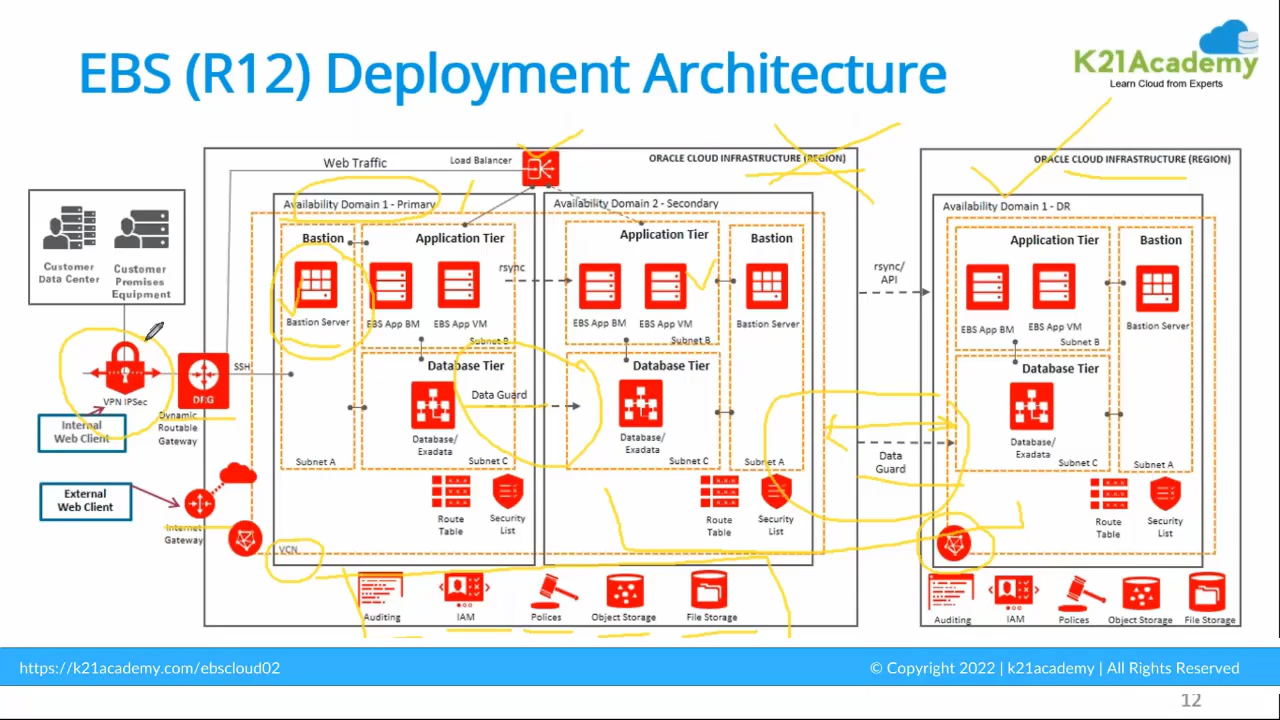 EBS (R12) Deployment Architecture
K21Academy
Learn Cloud from Experts
Customer
Data Center
Customer
Premises
Equipment
VPN IPSec
Internal
Web Client
DRG
Dynamic
Routable
Gateway
SSH
External
Web Client
Internet
Gateway
Web Traffic
Load Balancer
ORACLE CLOUD INFRASTRUCTURE (REGION)
Availability Domain 1 - Primary
Bastion
Bastion Server
Subnet A
Application Tier
EBS App BM
EBS App VM
Subnet B
Database Tier
Database/
Exadata
Subnet C
Route
Table
Security
List
VCN
rsync
Data Guard
Availability Domain 2 - Secondary
Application Tier
EBS App BM
EBS App VM
Subnet B
Database Tier
Database/
Exadata
Subnet C
Bastion
Bastion Server
Subnet A
Route
Table
Security
List
Auditing
IAM
Polices
Object Storage
File Storage
rsync/
API
Data
Guard
ORACLE CLOUD INFRASTRUCTURE (REGION)
Availability Domain 1 - DR
Application Tier
EBS App BM
EBS App VM
Subnet B
Database Tier
Database/
Exadata
Subnet C
Bastion
Bastion Server
Subnet A
Route
Table
Security
List
Auditing
IAM
Polices
Object Storage
File Storage
https://k21academy.com/ebscloud02
© Copyright 2022 | k21academy | All Rights Reserved
12